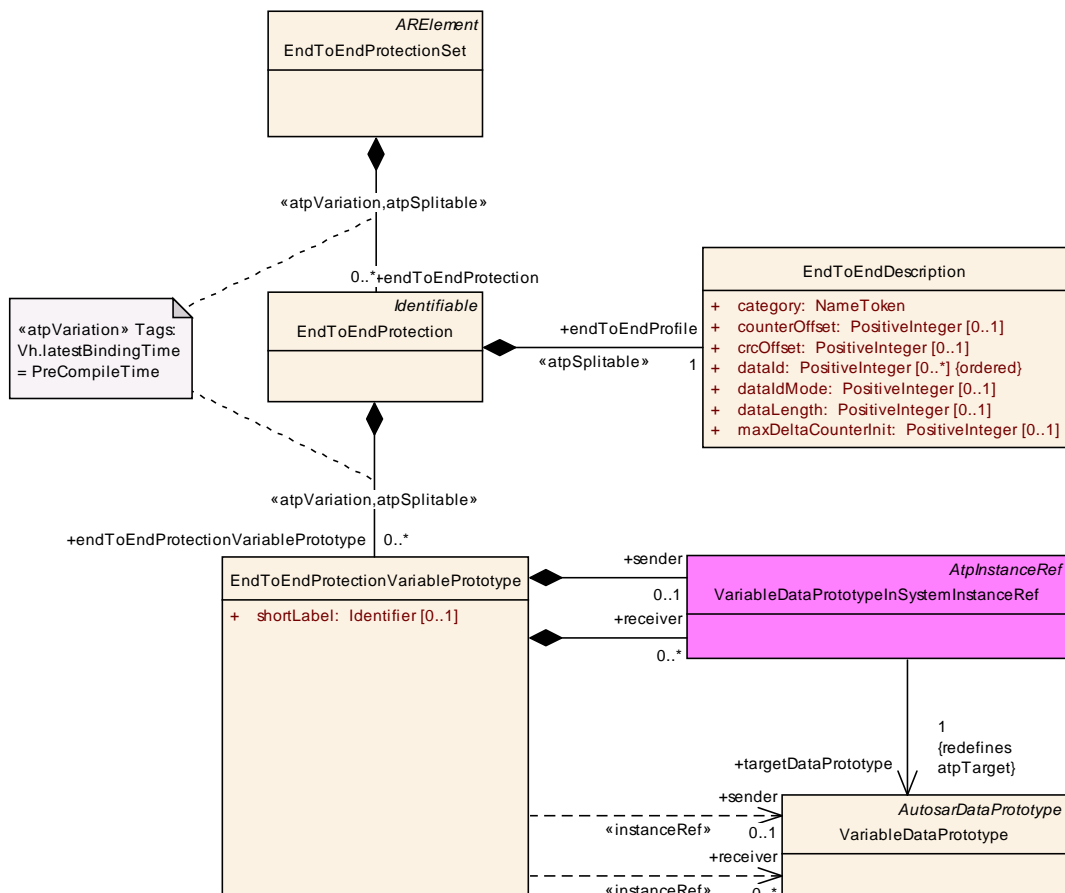 ARElement
EndToEndProtectionSet
«atpVariation,atpSplitable»
0..*
+endToEndProtection
Identifiable
EndToEndProtection
«atpVariation» Tags:
Vh.latestBindingTime
= PreCompileTime
+endToEndProfile
«atpSplitable»
1
EndToEndDescription
+ category: NameToken
+ counterOffset: PositiveInteger [0..1]
+ crcOffset: PositiveInteger [0..1]
+ dataId: PositiveInteger [0..*] {ordered}
+ dataIdMode: PositiveInteger [0..1]
+ dataLength: PositiveInteger [0..1]
+ maxDeltaCounterInit: PositiveInteger [0..1]
«atpVariation,atpSplitable»
+endToEndProtectionVariablePrototype
0..*
EndToEndProtectionVariablePrototype
+ shortLabel: Identifier [0..1]
+sender
0..1
+receiver
0..*
AtpInstanceRef
VariableDataPrototypeInSystemInstanceRef
1
{redefines
atpTarget}
+targetDataPrototype
+sender
«instanceRef»
0..1
+receiver
«instanceRef»
0..*
AutosarDataPrototype
VariableDataPrototype